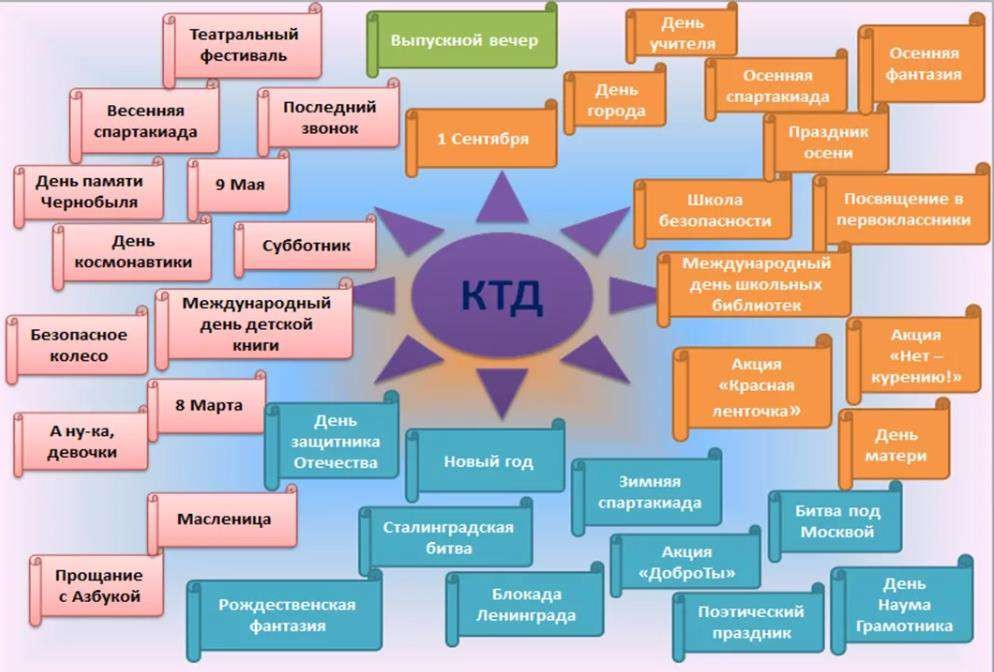 Театральный
фестиваль
Выпускной вечер
День
учителя
Осенняя
фантазия
Весенняя
спартакиада
Последний
звонок
1 Сентября
День
города
Осенняя
спартакиада
Праздник
осени
День памяти
Чернобыля
9 Мая
Школа
безопасности
Посвящение в
первоклассники
День
космонавтики
Субботник
КТД
Международный
день школьных
библиотек
Безопасное
колесо
Международный
день детской
книги
Акция
«Красная
ленточка»
Акция
«Нет –
курению!»
А ну-ка,
девочки
8 Марта
День
защитника
Отечества
Новый год
Зимняя
спартакиада
День
матери
Масленица
Сталинградская
битва
Акция
«ДоброТы»
Битва под
Москвой
Прощание
с Азбукой
Рождественская
фантазия
Блокада
Ленинграда
Поэтический
праздник
День
Наума
Грамотника